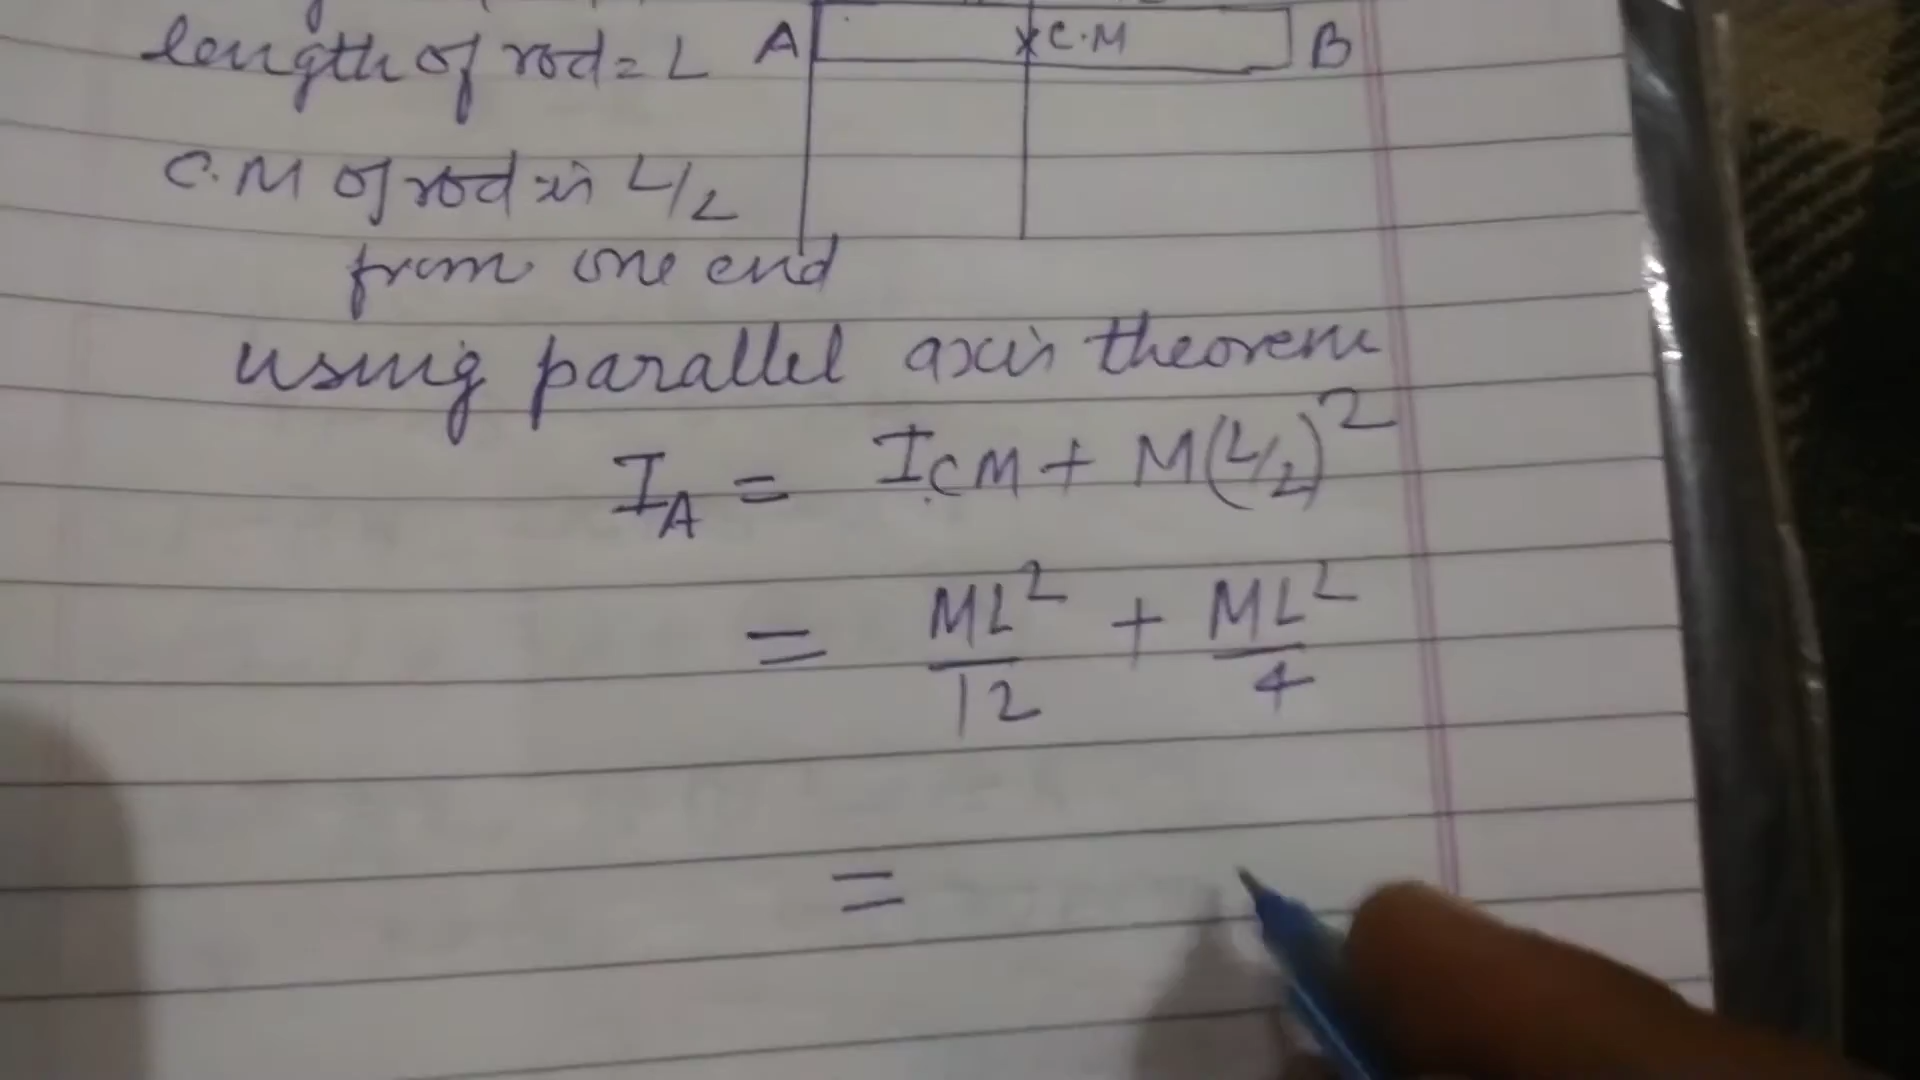 length of rod = L A C.M B
C.M of rod is L/2
from one end
using parallel axis theorem
I_A = I_CM + M(L/2)^2
= ML^2/12 + ML^2/4
=